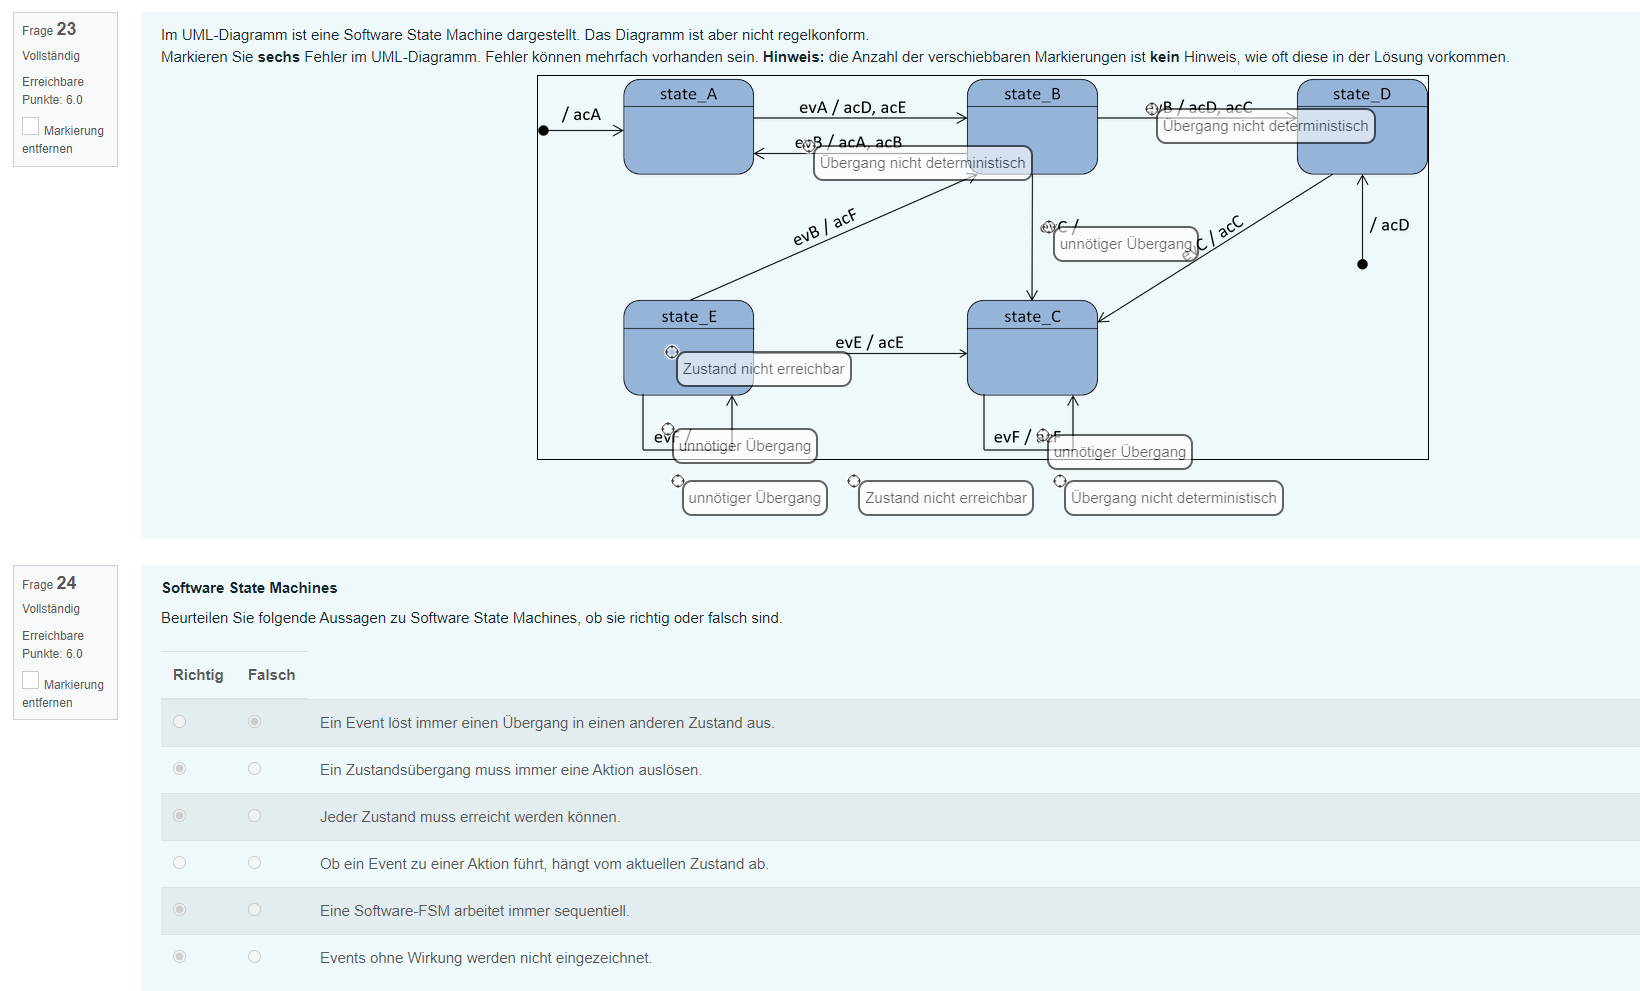 Frage 23
Vollständig
Erreichbare
Punkte: 6.0
Markierung
entfernen
Im UML-Diagramm ist eine Software State Machine dargestellt. Das Diagramm ist aber nicht regelkonform.
Markieren Sie sechs Fehler im UML-Diagramm. Fehler können mehrfach vorhanden sein. Hinweis: die Anzahl der verschiebbaren Markierungen ist kein Hinweis, wie oft diese in der Lösung vorkommen.
state_A
state_B
state_D
/ acA
evA / acD, acE
evB / acD, acC
Übergang nicht deterministisch
evB / acA, acB
Übergang nicht deterministisch
evB / acF
evC /
unnötiger Übergang
evC / acC
/ acD
state_E
state_C
evE / acE
Zustand nicht erreichbar
evF /
unnötiger Übergang
evF / acF
unnötiger Übergang
unnötiger Übergang
Zustand nicht erreichbar
Übergang nicht deterministisch
Frage 24
Vollständig
Erreichbare
Punkte: 6.0
Markierung
entfernen
Software State Machines
Beurteilen Sie folgende Aussagen zu Software State Machines, ob sie richtig oder falsch sind.
Richtig Falsch
Ein Event löst immer einen Übergang in einen anderen Zustand aus.
Ein Zustandsübergang muss immer eine Aktion auslösen.
Jeder Zustand muss erreicht werden können.
Ob ein Event zu einer Aktion führt, hängt vom aktuellen Zustand ab.
Eine Software-FSM arbeitet immer sequentiell.
Events ohne Wirkung werden nicht eingezeichnet.